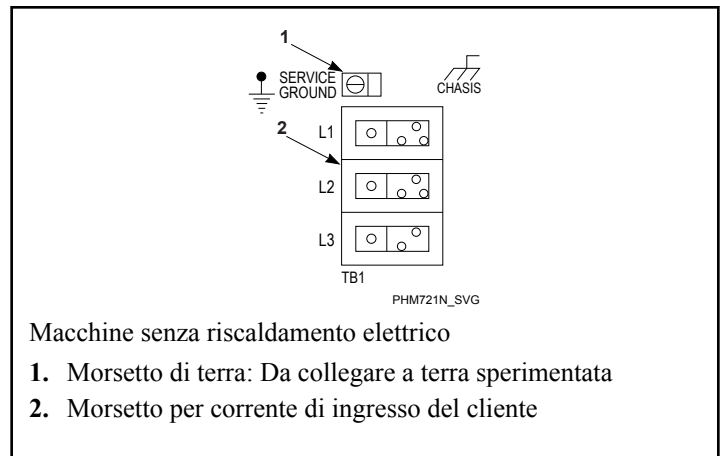 1
SERVICE
GROUND
CHASIS
2
L1
L2
L3
TB1
PHM721N_SVG
Macchine senza riscaldamento elettrico
1. Morsetto di terra: Da collegare a terra sperimentata
2. Morsetto per corrente di ingresso del cliente